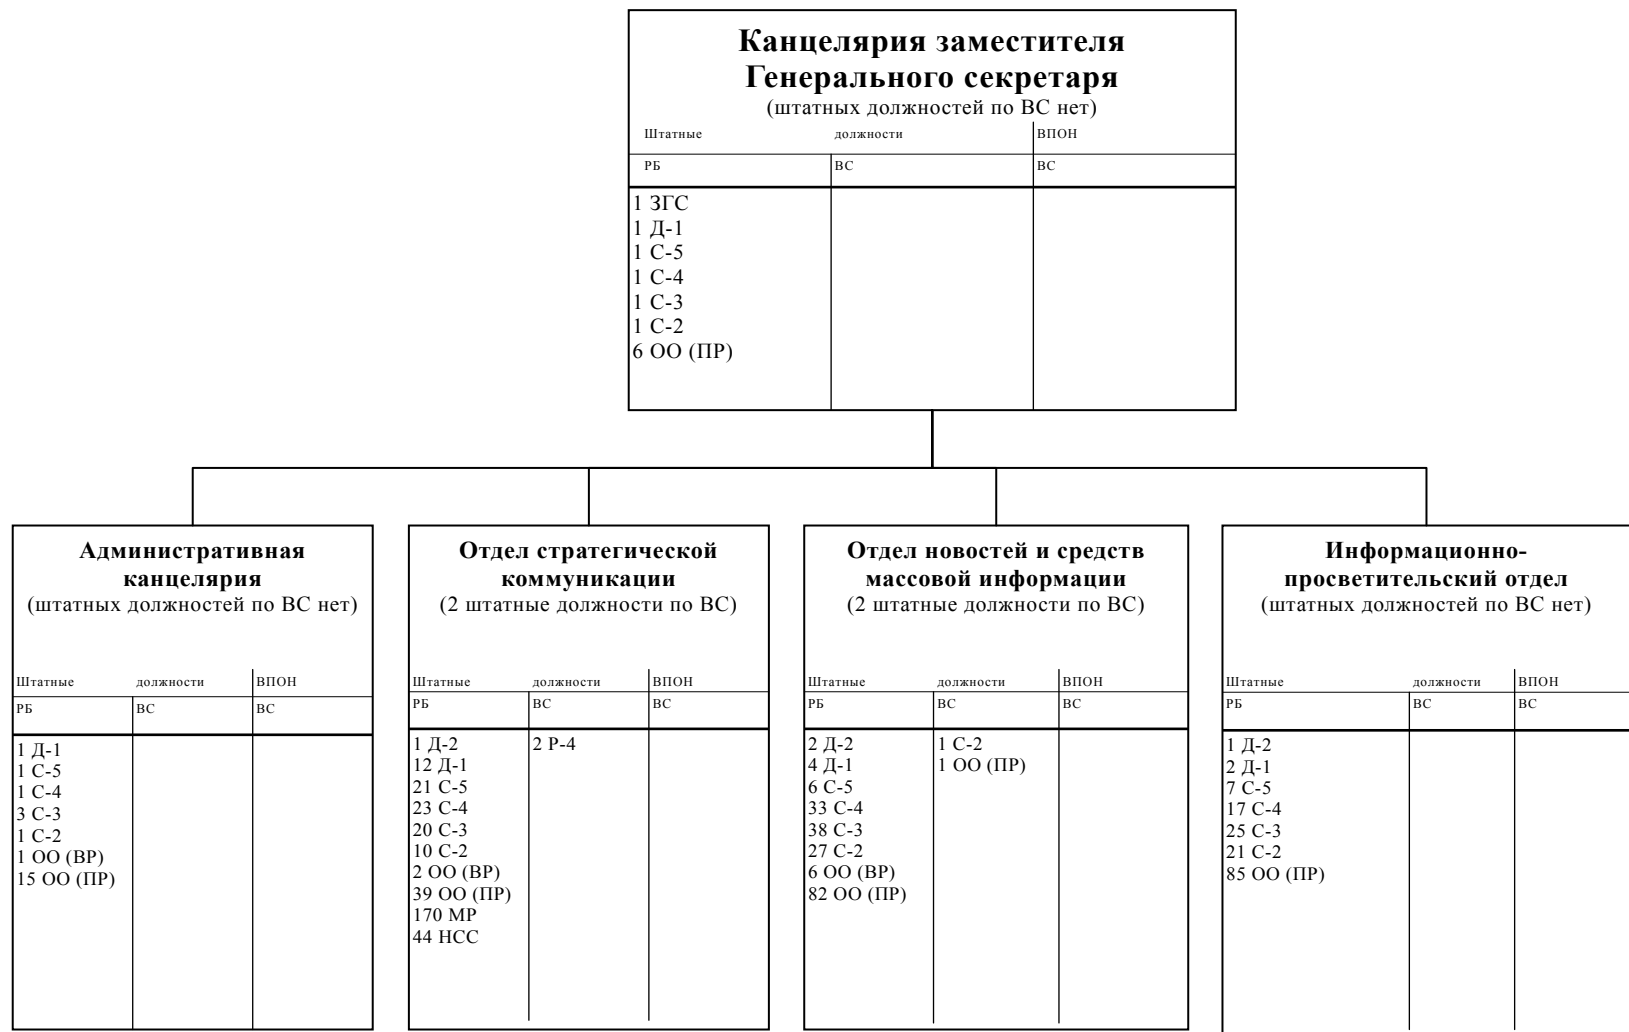 Канцелярия заместителя
Генерального секретаря
(штатных должностей по ВС нет)
Штатные должности ВПОН
РБ ВС ВС
1 ЗГС
1 Д-1
1 С-5
1 С-4
1 С-3
1 С-2
6 ОО (ПР)
Административная
канцелярия
(штатных должностей по ВС нет)
Штатные должности ВПОН
РБ ВС ВС
1 Д-1
1 С-5
1 С-4
3 С-3
1 С-2
1 ОО (ВР)
15 ОО (ПР)
Отдел стратегической
коммуникации
(2 штатные должности по ВС)
Штатные должности ВПОН
РБ ВС ВС
1 Д-2 2 Р-4
12 Д-1
21 С-5
23 С-4
20 С-3
10 С-2
2 ОО (ВР)
39 ОО (ПР)
170 МР
44 НСС
Отдел новостей и средств
массовой информации
(2 штатные должности по ВС)
Штатные должности ВПОН
РБ ВС ВС
2 Д-2 1 С-2
4 Д-1 1 ОО (ПР)
6 С-5
33 С-4
38 С-3
27 С-2
6 ОО (ВР)
82 ОО (ПР)
Информационно-
просветительский отдел
(штатных должностей по ВС нет)
Штатные должности ВПОН
РБ ВС ВС
1 Д-2
2 Д-1
7 С-5
17 С-4
25 С-3
21 С-2
85 ОО (ПР)